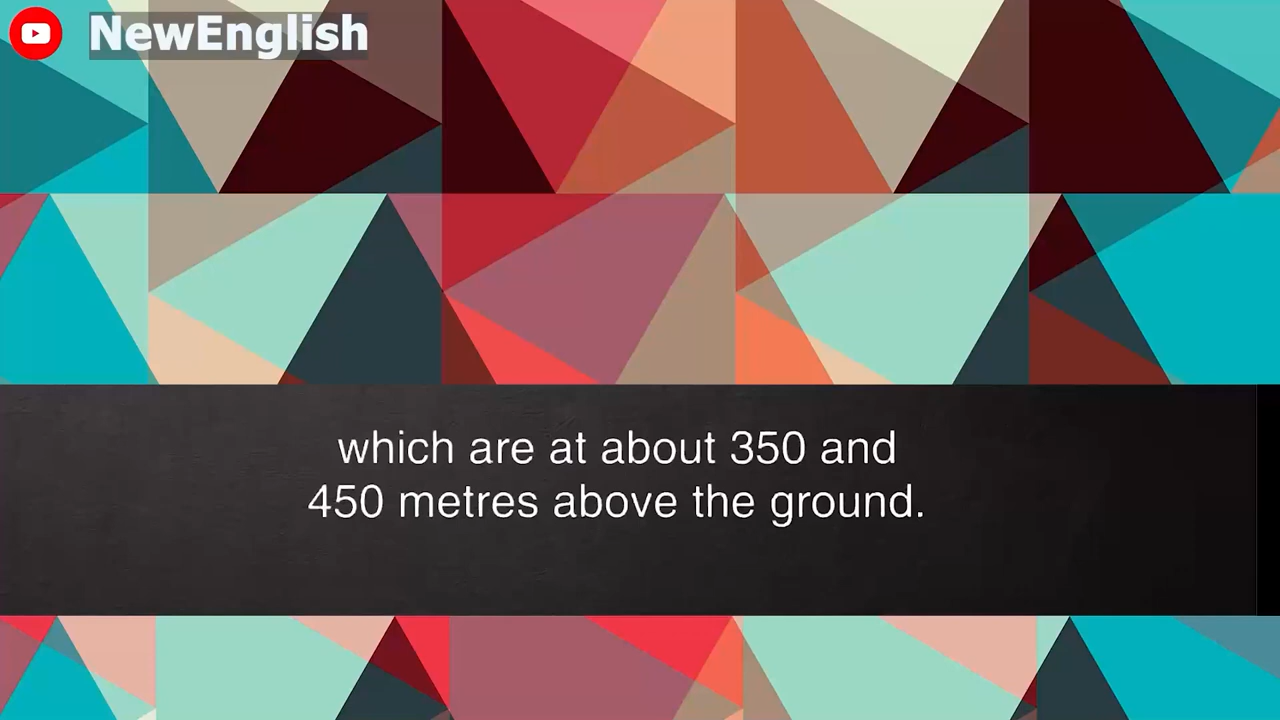 NewEnglish
which are at about 350 and
450 metres above the ground.